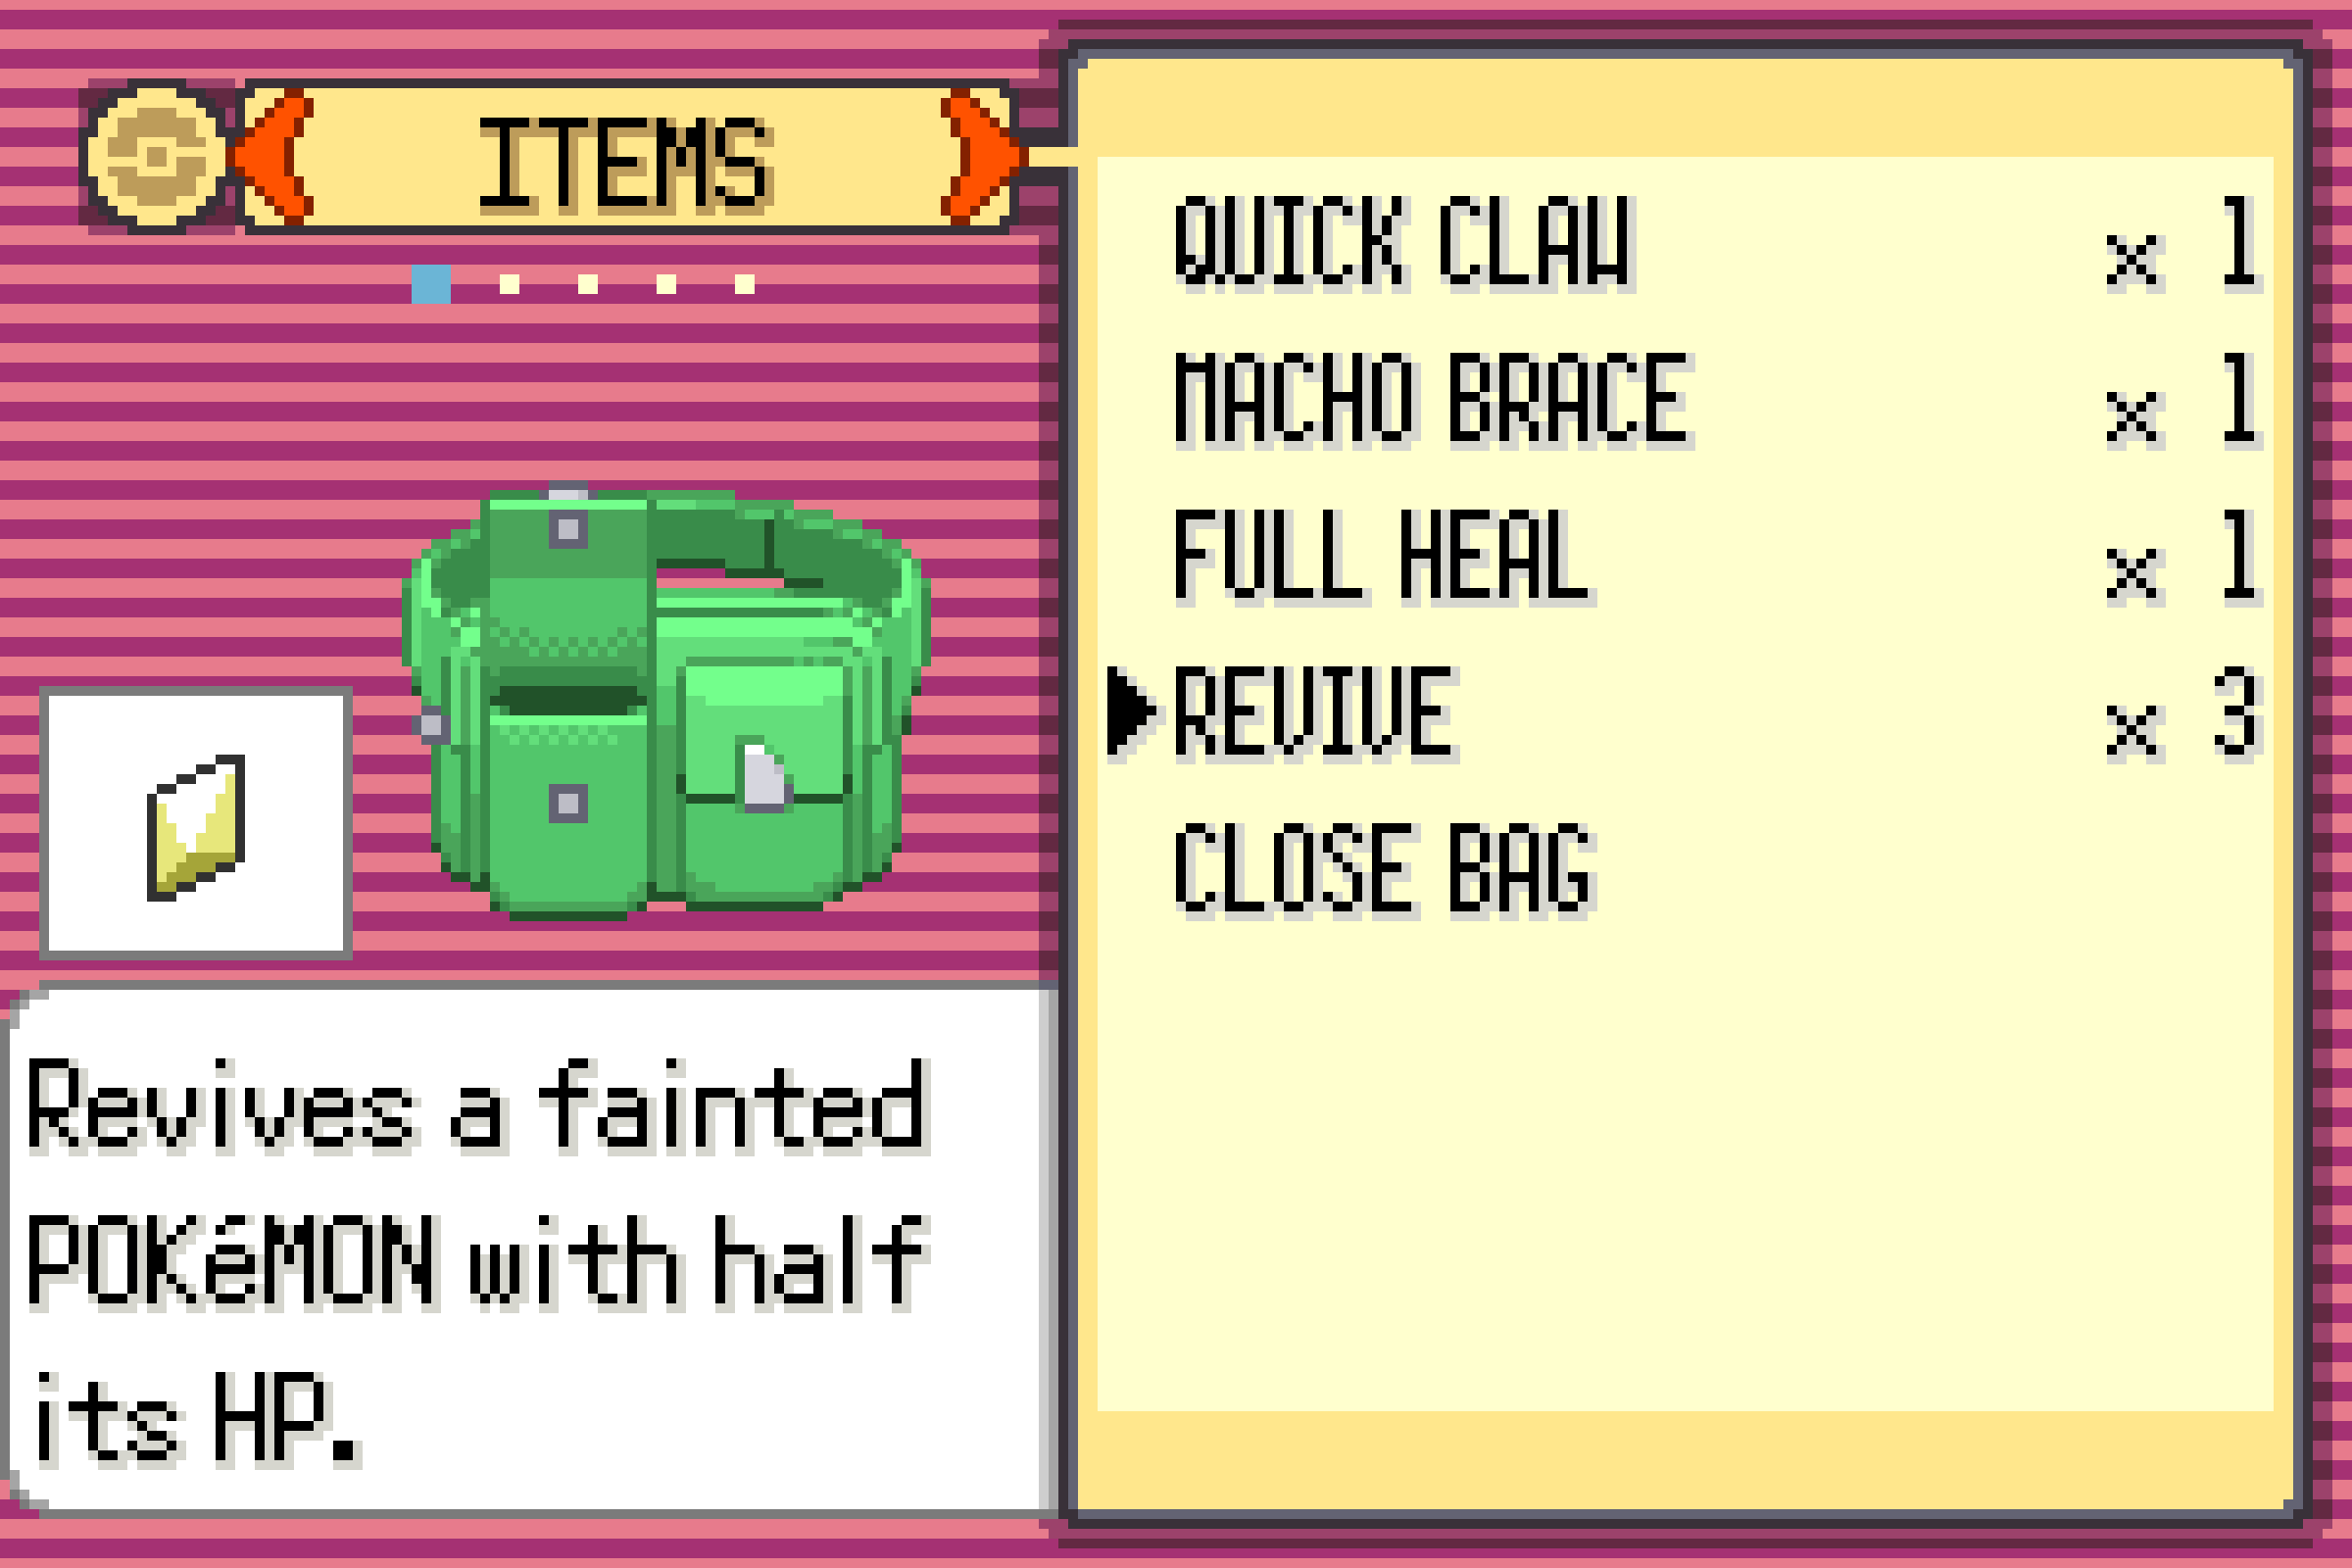 ITEMS
QUICK CLAW × 1
MACHO BRACE × 1
FULL HEAL × 1
▶REVIVE × 3
CLOSE BAG
Revives a fainted
POKéMON with half
its HP.